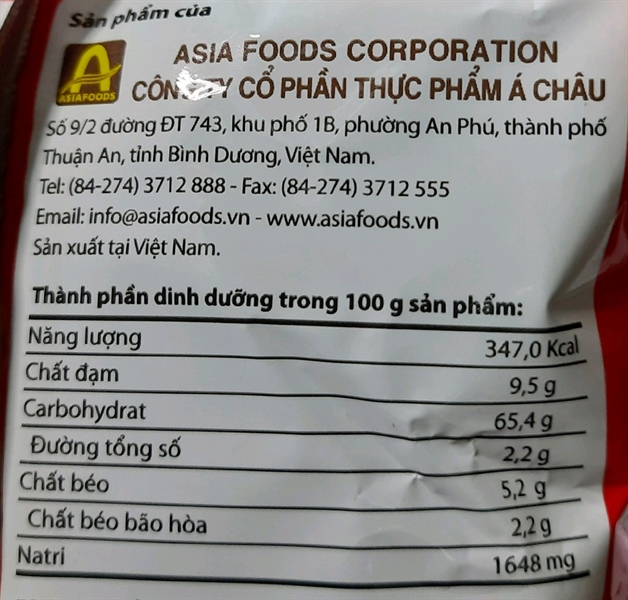 Sản phẩm của
ASIA FOODS CORPORATION
ASIAFOODS
CÔNG TY CỔ PHẦN THỰC PHẨM Á CHÂU
Số 9/2 đường ĐT 743, khu phố 1B, phường An Phú, thành phố
Thuận An, tỉnh Bình Dương, Việt Nam.
Tel: (84-274) 3712 888 - Fax: (84-274) 3712 555
Email: info@asiafoods.vn - www.asiafoods.vn
Sản xuất tại Việt Nam.
Thành phần dinh dưỡng trong 100 g sản phẩm:
Năng lượng 347,0 Kcal
Chất đạm 9,5 g
Carbohydrat 65,4 g
Đường tổng số 2,2 g
Chất béo 5,2 g
Chất béo bão hòa 2,2 g
Natri 1648 mg